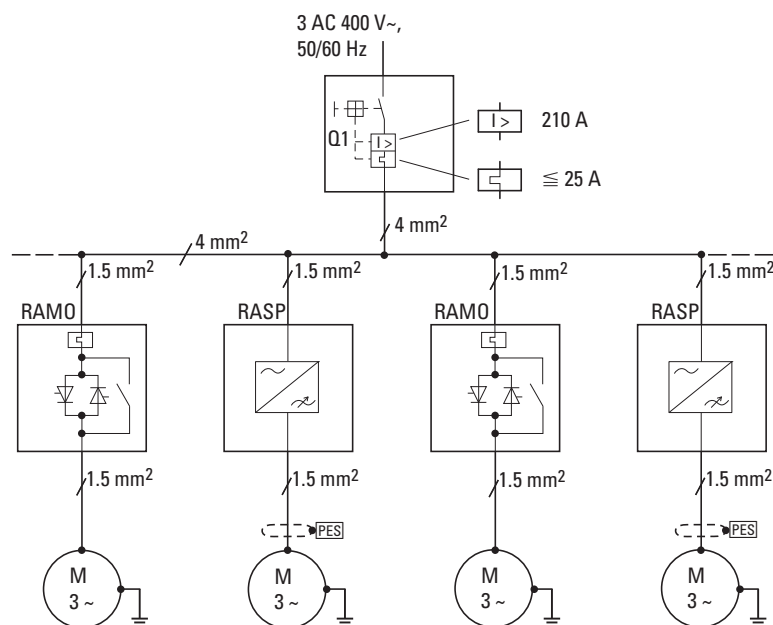 3 AC 400 V~,
50/60 Hz
Q1
I >
I >
210 A
≦ 25 A
4 mm²
4 mm²
1.5 mm²
1.5 mm²
1.5 mm²
1.5 mm²
RAMO
RASP
RAMO
RASP
1.5 mm²
1.5 mm²
1.5 mm²
1.5 mm²
PES
PES
M
3 ~
M
3 ~
M
3 ~
M
3 ~